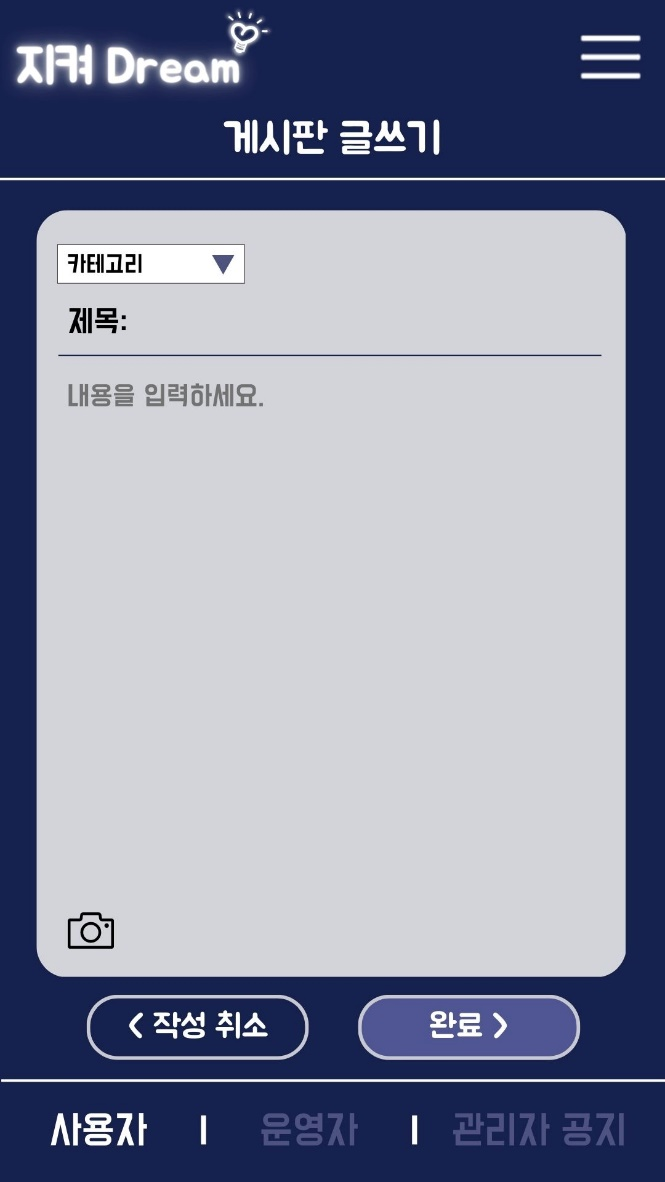 지켜 Dream
게시판 글쓰기
카테고리
제목:
내용을 입력하세요.
< 작성 취소 완료 >
사용자 | 운영자 | 관리자 공지